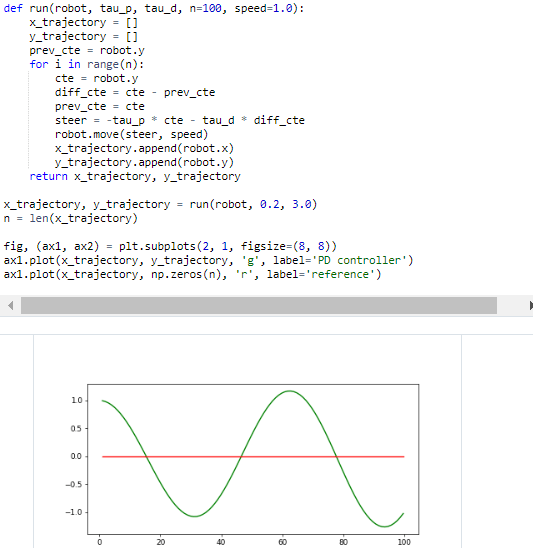 def run(robot, tau_p, tau_d, n=100, speed=1.0):
    x_trajectory = []
    y_trajectory = []
    prev_cte = robot.y
    for i in range(n):
        cte = robot.y
        diff_cte = cte - prev_cte
        prev_cte = cte
        steer = -tau_p * cte - tau_d * diff_cte
        robot.move(steer, speed)
        x_trajectory.append(robot.x)
        y_trajectory.append(robot.y)
    return x_trajectory, y_trajectory

x_trajectory, y_trajectory = run(robot, 0.2, 3.0)
n = len(x_trajectory)

fig, (ax1, ax2) = plt.subplots(2, 1, figsize=(8, 8))
ax1.plot(x_trajectory, y_trajectory, 'g', label='PD controller')
ax1.plot(x_trajectory, np.zeros(n), 'r', label='reference')
1.0
0.5
0.0
−0.5
−1.0
0 20 40 60 80 100